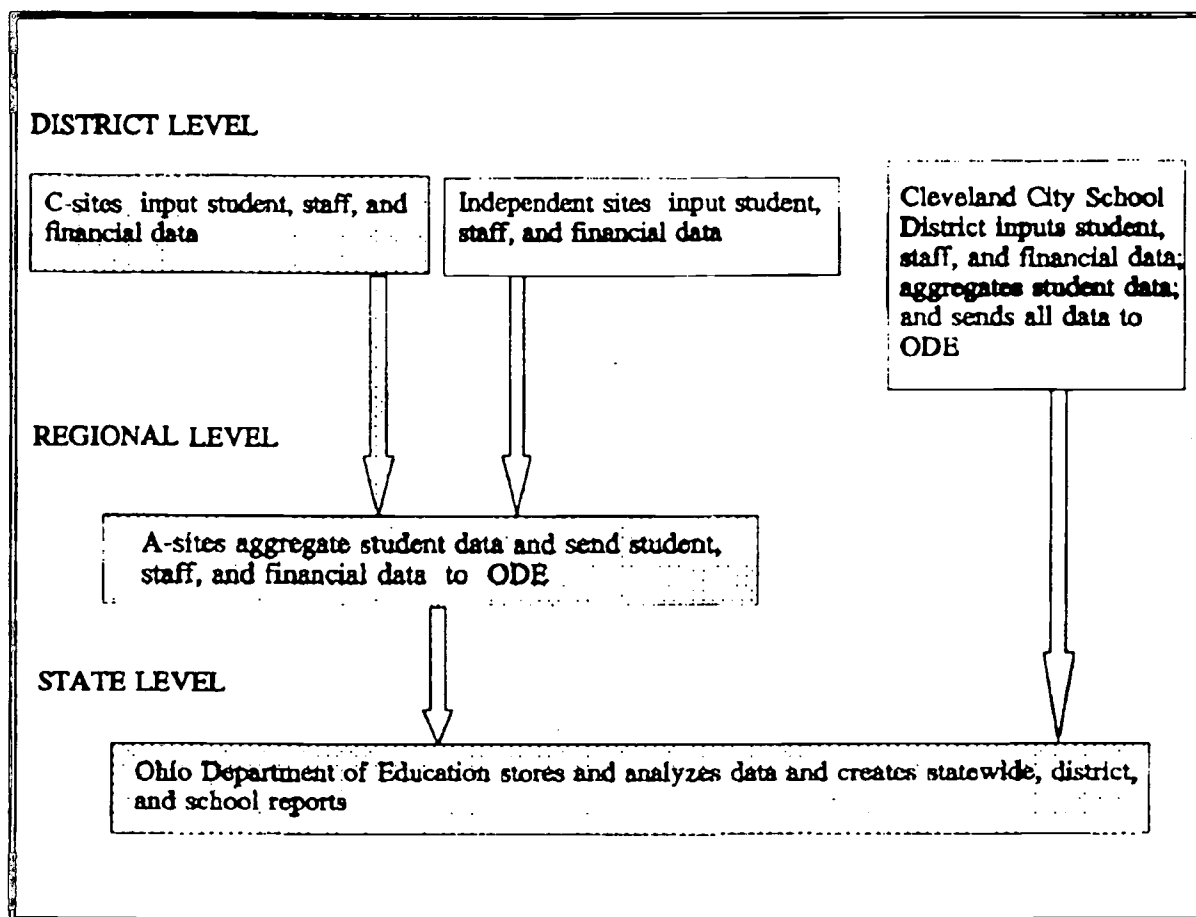 DISTRICT LEVEL
C-sites input student, staff, and
financial data
Independent sites input student,
staff, and financial data
Cleveland City School
District inputs student,
staff, and financial data;
aggregates student data;
and sends all data to
ODE
REGIONAL LEVEL
A-sites aggregate student data and send student,
staff, and financial data to ODE
STATE LEVEL
Ohio Department of Education stores and analyzes data and creates statewide, district,
and school reports